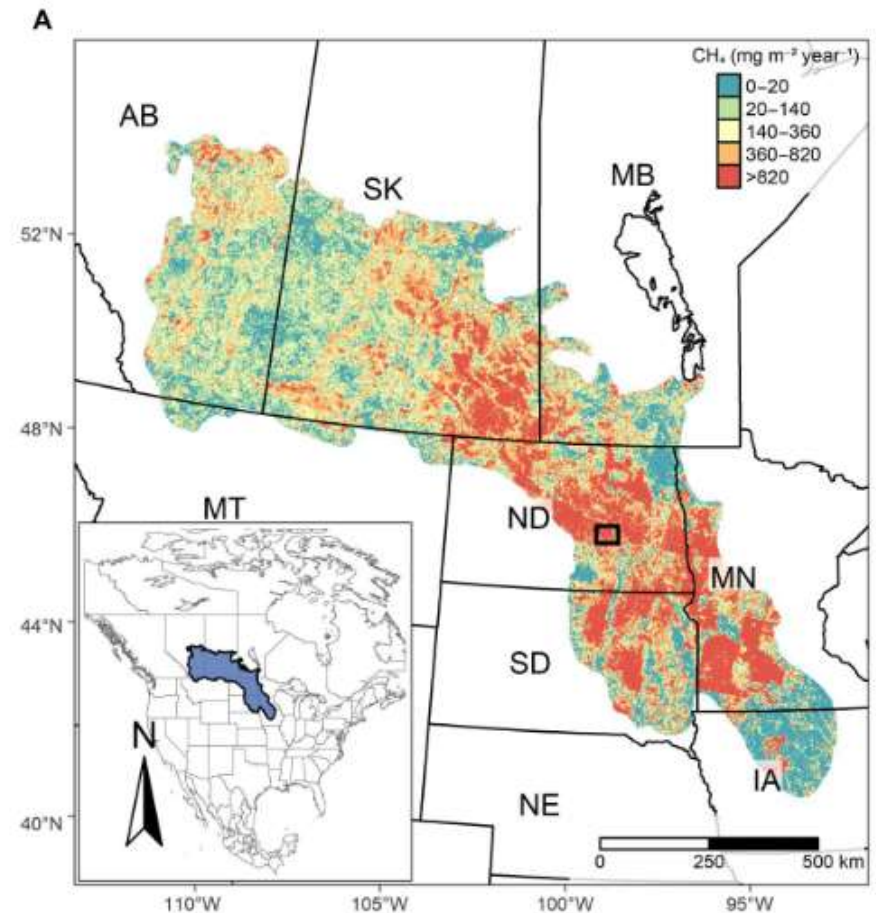 A
CH₄ (mg m⁻² year⁻¹)
0–20
20–140
140–360
360–820
>820
AB
SK
MB
52°N
48°N
MT
ND
MN
44°N
SD
N
IA
NE
40°N
0 250 500 km
110°W 105°W 100°W 95°W